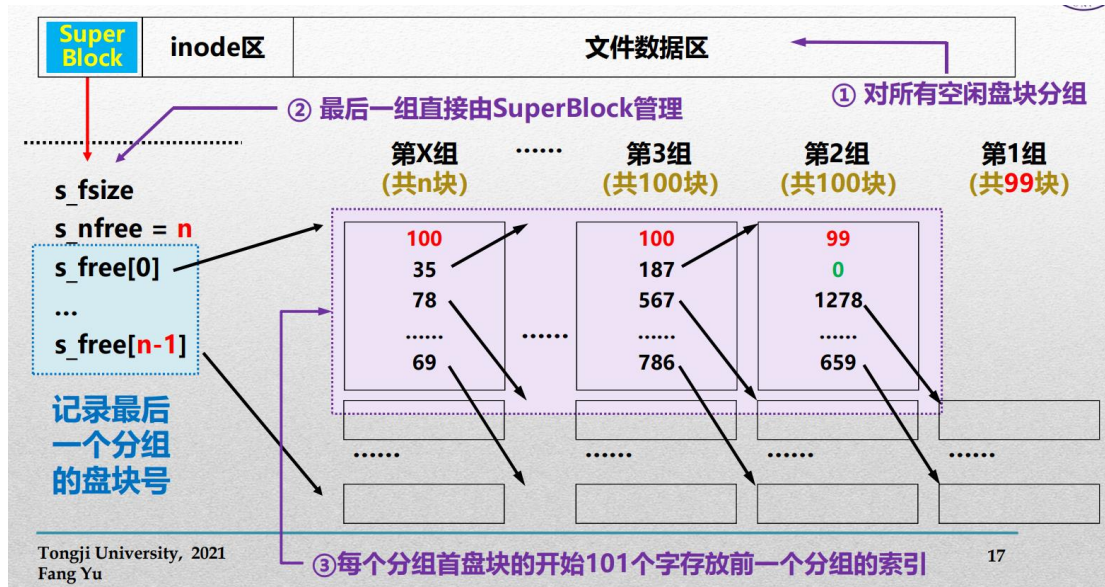 Super
Block
inode区
文件数据区
① 对所有空闲盘块分组
② 最后一组直接由SuperBlock管理
s_fsize
s_nfree = n
s_free[0]
...
s_free[n-1]
记录最后
一个分组
的盘块号
第X组
(共n块)
……
第3组
(共100块)
第2组
(共100块)
第1组
(共99块)
100
35
78
……
69
……
……
100
187
567
……
786
……
99
0
1278
……
659
……
……
③每个分组首盘块的开始101个字存放前一个分组的索引
Tongji University, 2021
Fang Yu
17